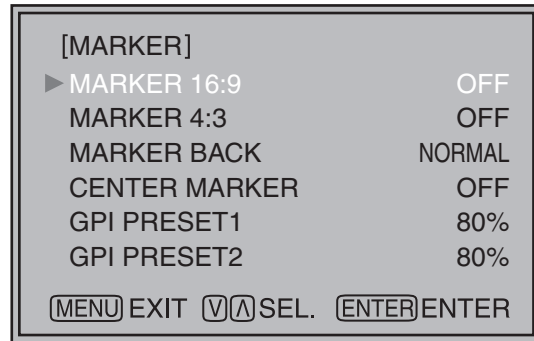 [MARKER]
MARKER 16:9 OFF
MARKER 4:3 OFF
MARKER BACK NORMAL
CENTER MARKER OFF
GPI PRESET1 80%
GPI PRESET2 80%
MENU EXIT V Λ SEL. ENTER ENTER